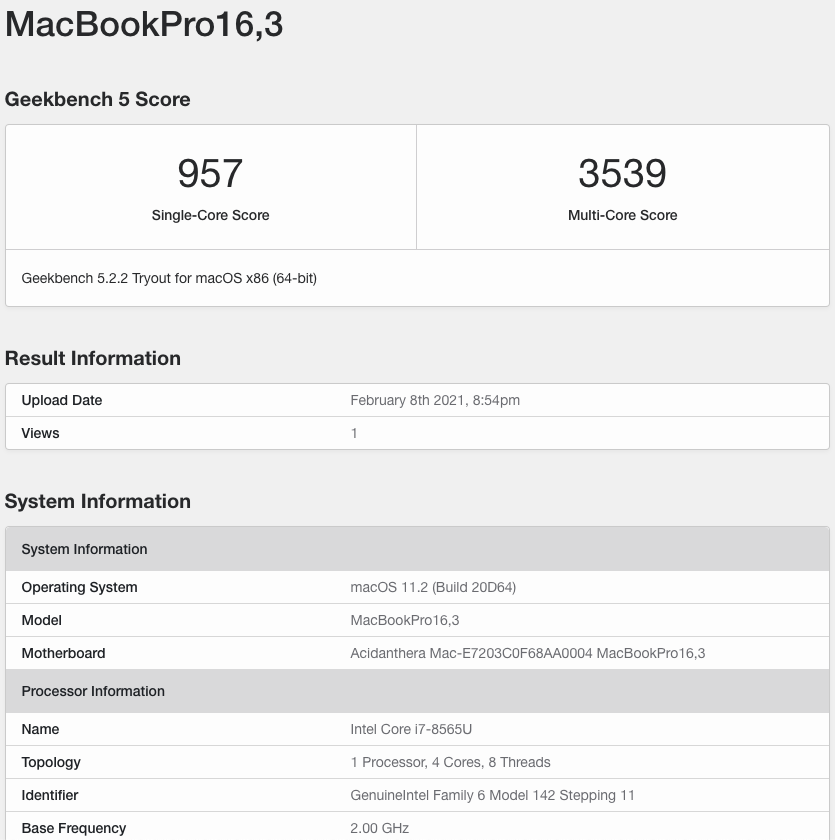 MacBookPro16,3
Geekbench 5 Score
957
Single-Core Score
3539
Multi-Core Score
Geekbench 5.2.2 Tryout for macOS x86 (64-bit)
Result Information
Upload Date February 8th 2021, 8:54pm
Views 1
System Information
System Information
Operating System macOS 11.2 (Build 20D64)
Model MacBookPro16,3
Motherboard Acidanthera Mac-E7203C0F68AA0004 MacBookPro16,3
Processor Information
Name Intel Core i7-8565U
Topology 1 Processor, 4 Cores, 8 Threads
Identifier GenuineIntel Family 6 Model 142 Stepping 11
Base Frequency 2.00 GHz